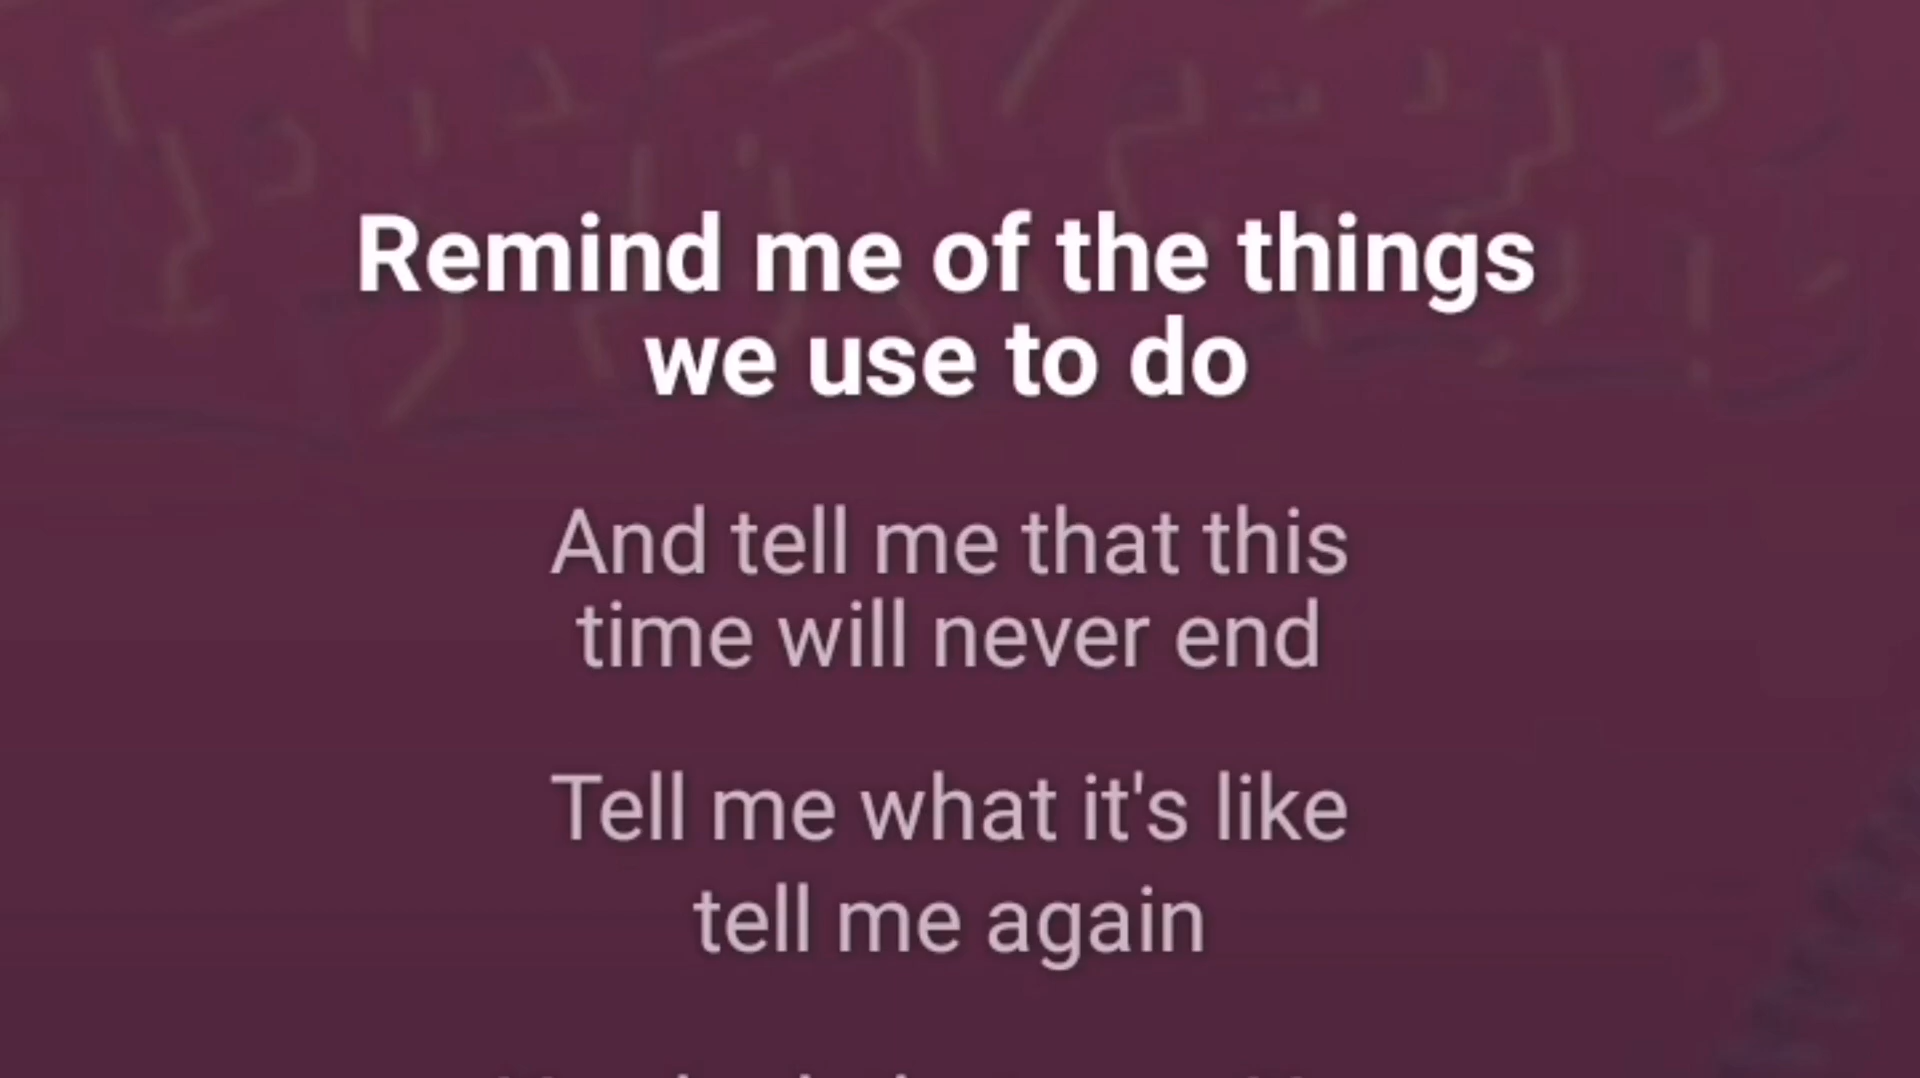 Remind me of the things
we use to do
And tell me that this
time will never end
Tell me what it's like
tell me again